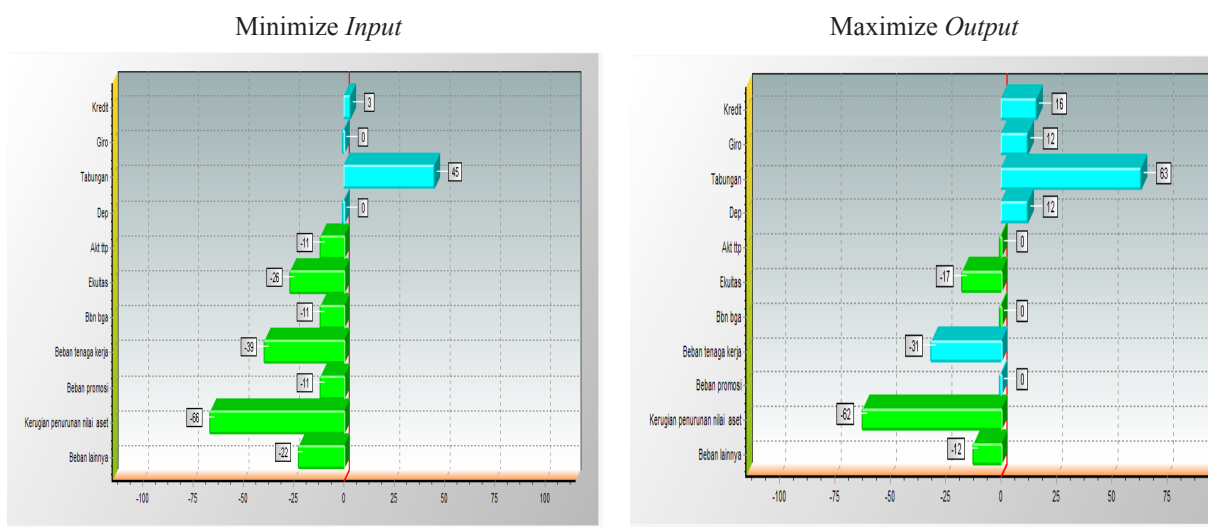 Minimize Input
Kredit
3
Giro
0
Tabungan
45
Dep
0
Akt ttp
-11
Ekuitas
-26
Bbn bga
-11
Beban tenaga kerja
-39
Beban promosi
-11
Kerugian penurunan nilai aset
-66
Beban lainnya
-22
-100 -75 -50 -25 0 25 50 75 100
Maximize Output
Kredit
16
Giro
12
Tabungan
63
Dep
12
Akt ttp
0
Ekuitas
-17
Bbn bga
0
Beban tenaga kerja
-31
Beban promosi
0
Kerugian penurunan nilai aset
-62
Beban lainnya
-12
-100 -75 -50 -25 0 25 50 75